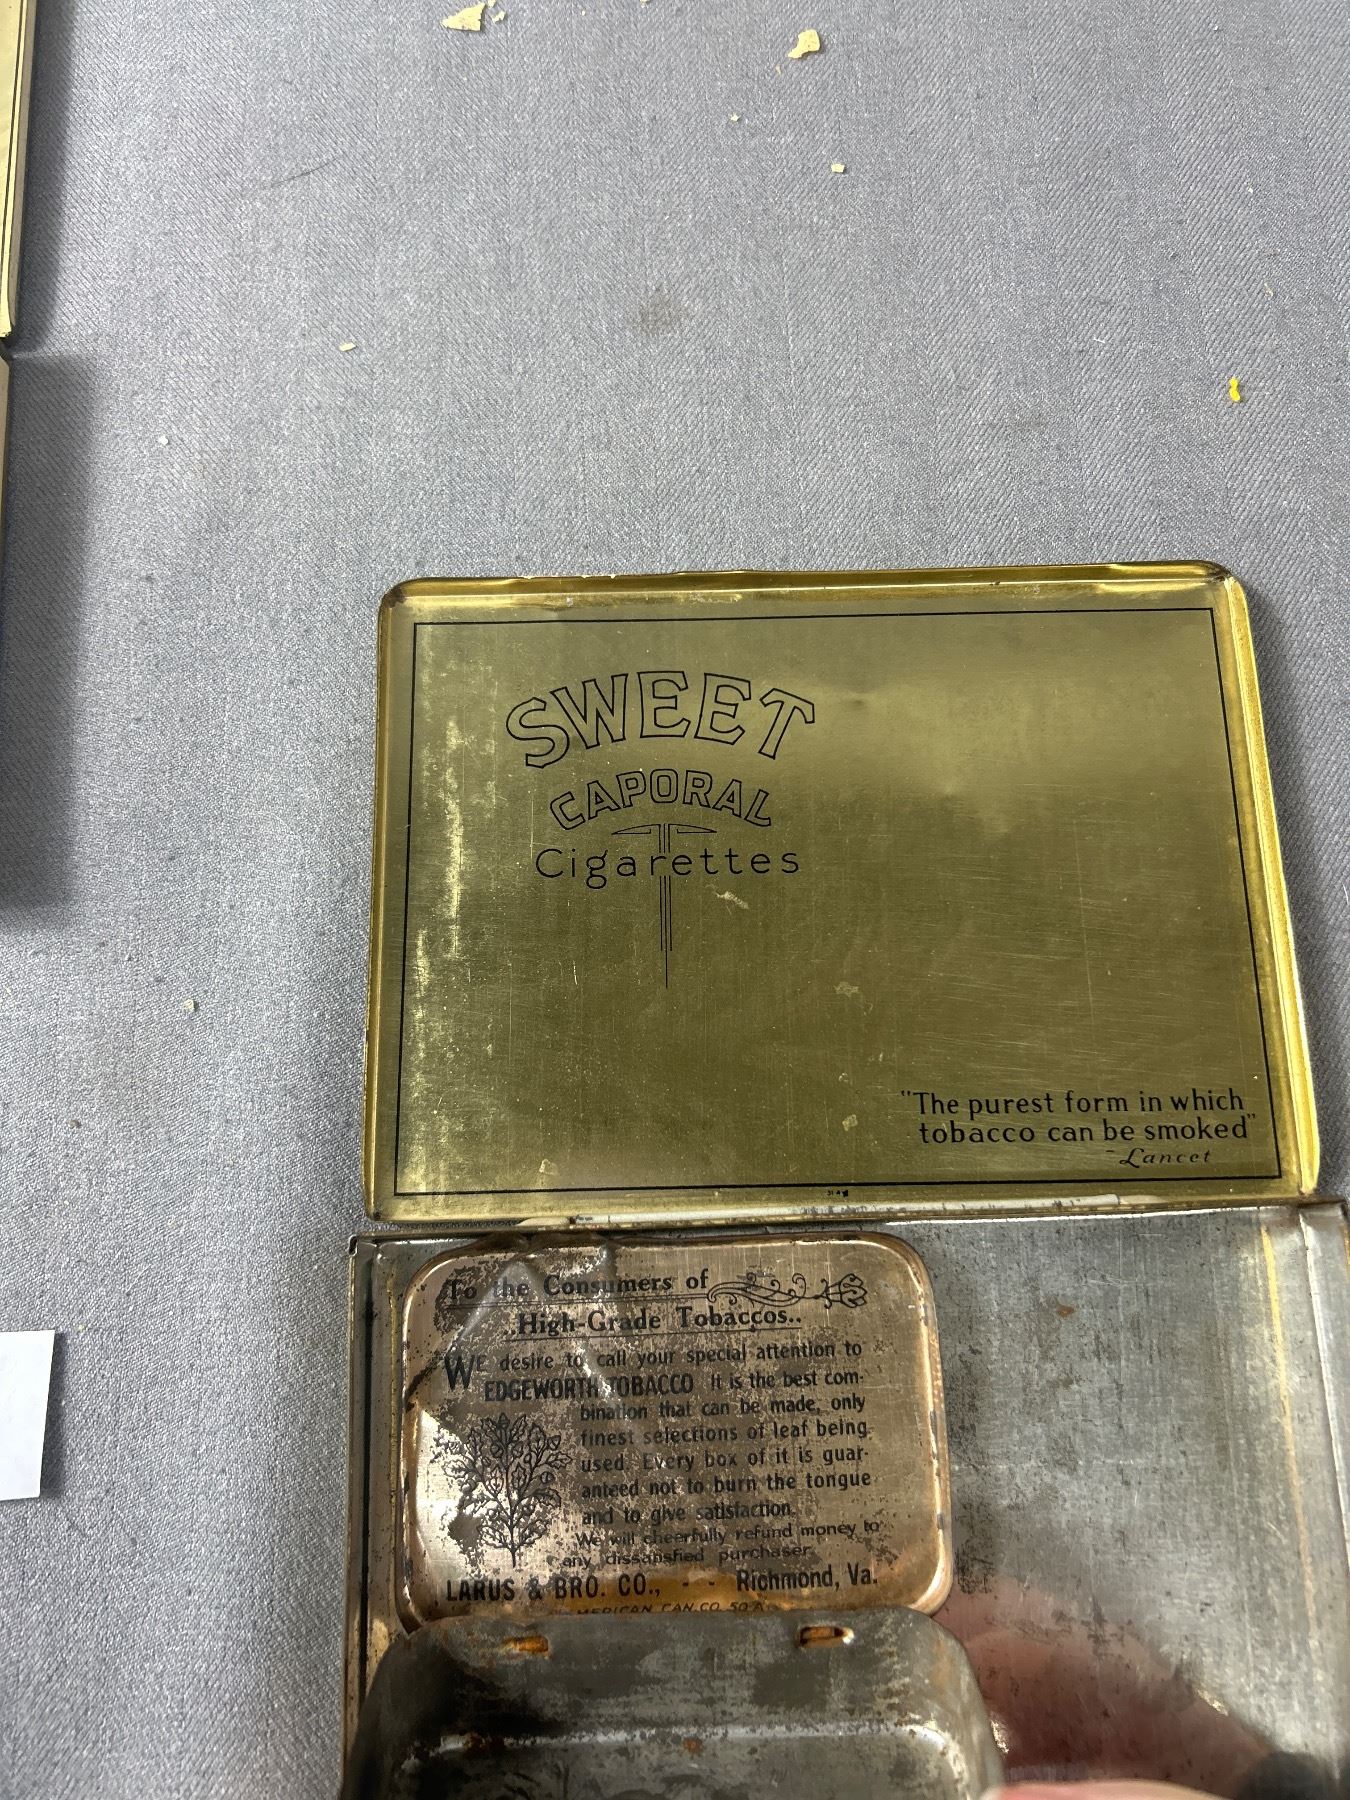 SWEET
CAPORAL
Cigarettes
"The purest form in which
tobacco can be smoked"
- Lancet
To the Consumers of
..High-Grade Tobaccos..
WE desire to call your special attention to
EDGEWORTH TOBACCO It is the best com-
bination that can be made, only
finest selections of leaf being
used. Every box of it is guar-
anteed not to burn the tongue
and to give satisfaction.
We will cheerfully refund money to
any dissatisfied purchaser.
LARUS & BRO. CO., - - Richmond, Va.
AMERICAN CAN CO. 50 A